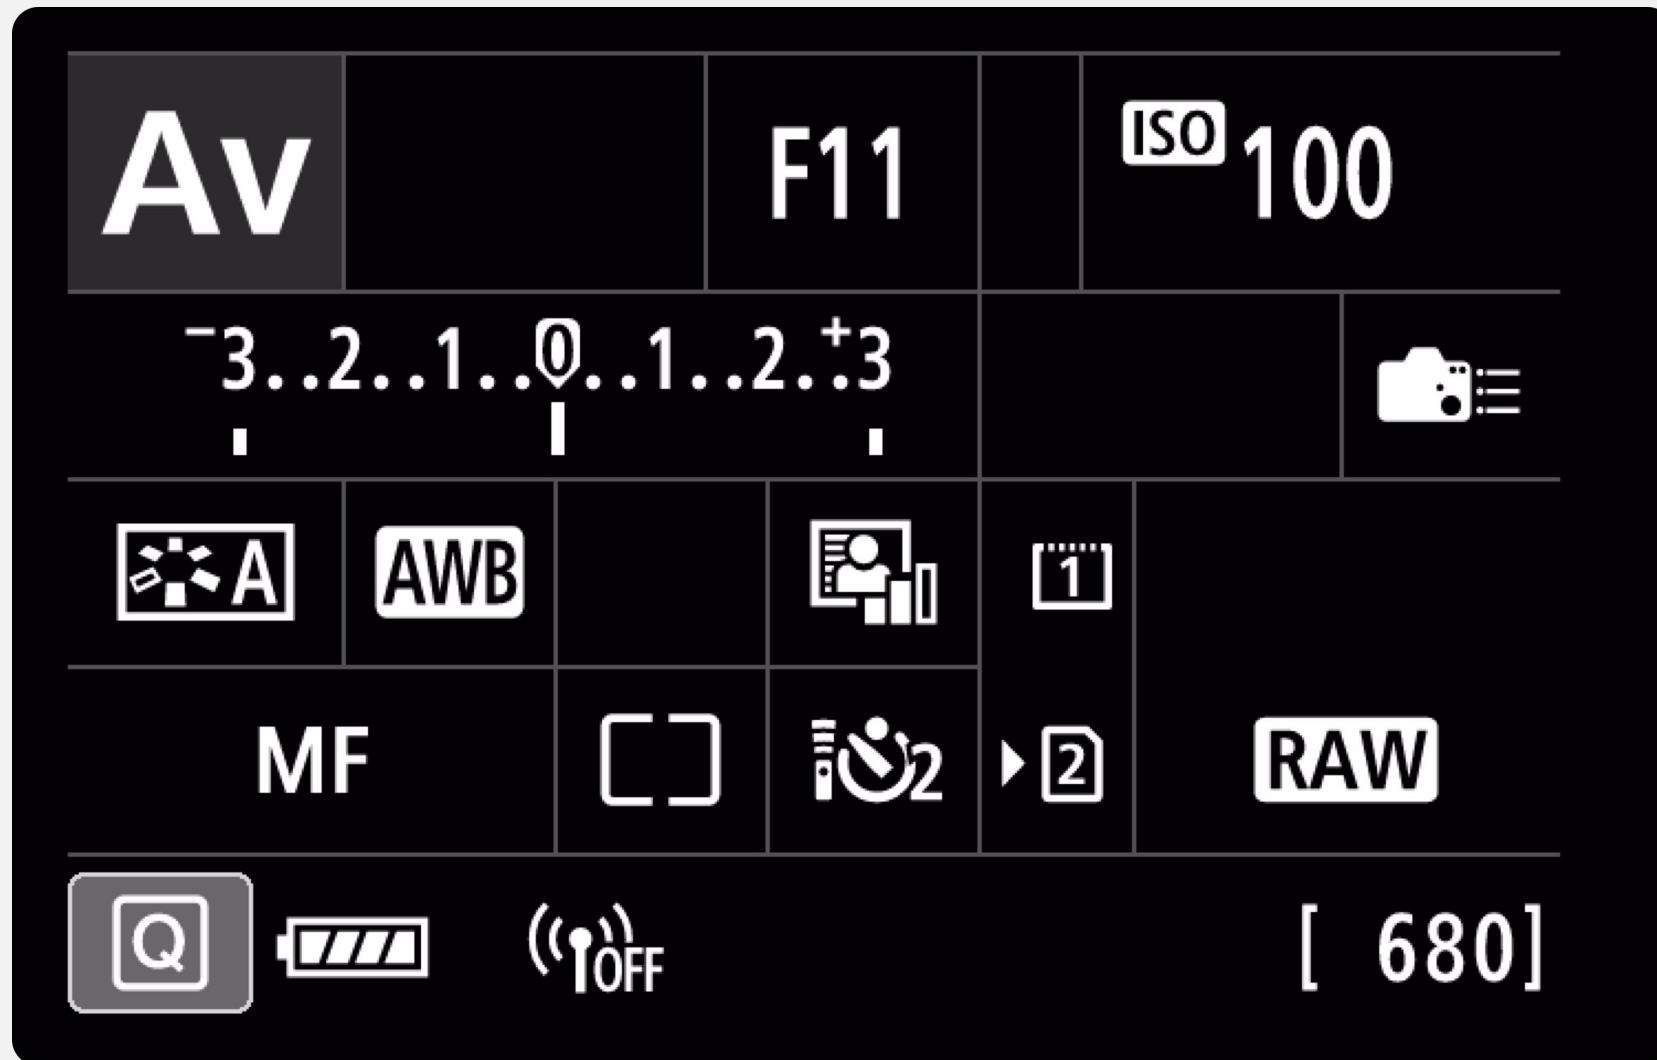 Av F11 ISO 100
-3..2..1..0..1..2..+3
A AWB 1
MF 2 2 RAW
Q OFF [ 680]